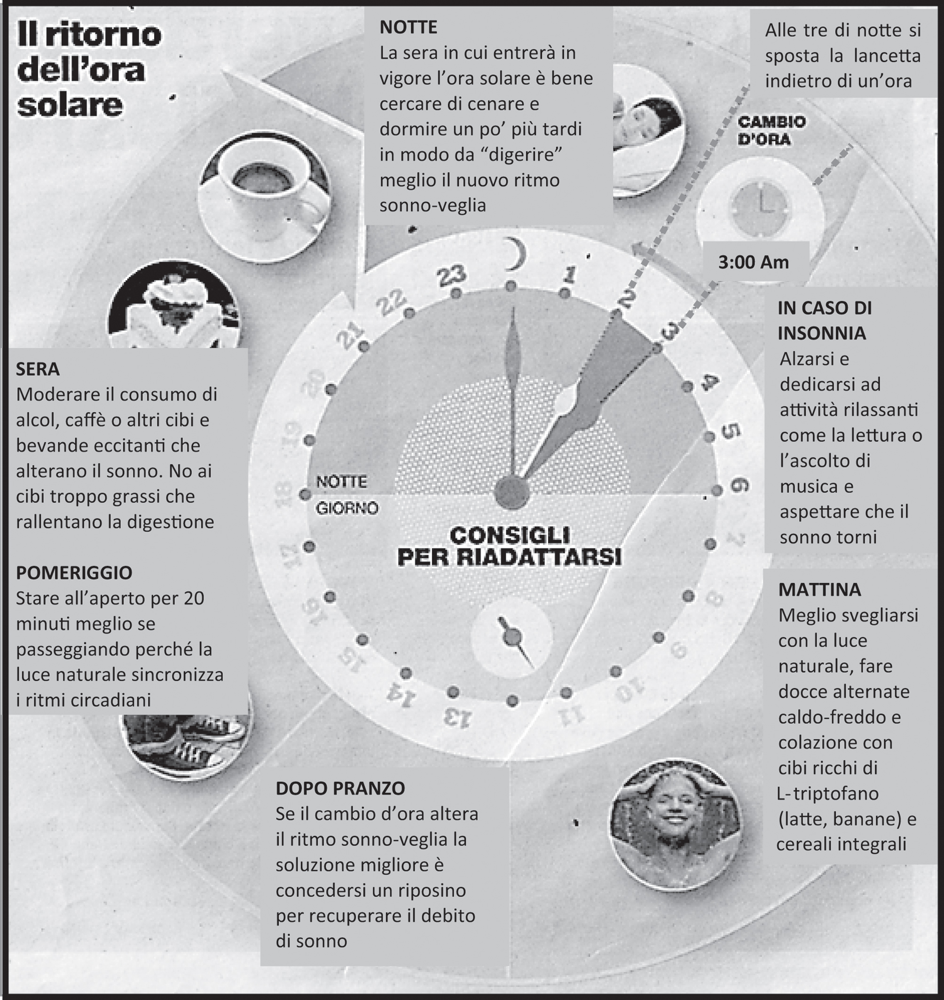 Il ritorno
dell'ora
solare
NOTTE
La sera in cui entrerà in
vigore l'ora solare è bene
cercare di cenare e
dormire un po' più tardi
in modo da “digerire”
meglio il nuovo ritmo
sonno-veglia
Alle tre di notte si
sposta la lancetta
indietro di un'ora
CAMBIO
D'ORA
3:00 Am
IN CASO DI
INSONNIA
Alzarsi e
dedicarsi ad
attività rilassanti
come la lettura o
l'ascolto di
musica e
aspettare che il
sonno torni
MATTINA
Meglio svegliarsi
con la luce
naturale, fare
docce alternate
caldo-freddo e
colazione con
cibi ricchi di
L-triptofano
(latte, banane) e
cereali integrali
DOPO PRANZO
Se il cambio d'ora altera
il ritmo sonno-veglia la
soluzione migliore è
concedersi un riposino
per recuperare il debito
di sonno
SERA
Moderare il consumo di
alcol, caffè o altri cibi e
bevande eccitanti che
alterano il sonno. No ai
cibi troppo grassi che
rallentano la digestione
POMERIGGIO
Stare all'aperto per 20
minuti meglio se
passeggiando perché la
luce naturale sincronizza
i ritmi circadiani
1
2
3
4
5
6
7
8
9
10
11
13
14
15
16
17
18
19
20
21
22
23
NOTTE
GIORNO
CONSIGLI
PER RIADATTARSI